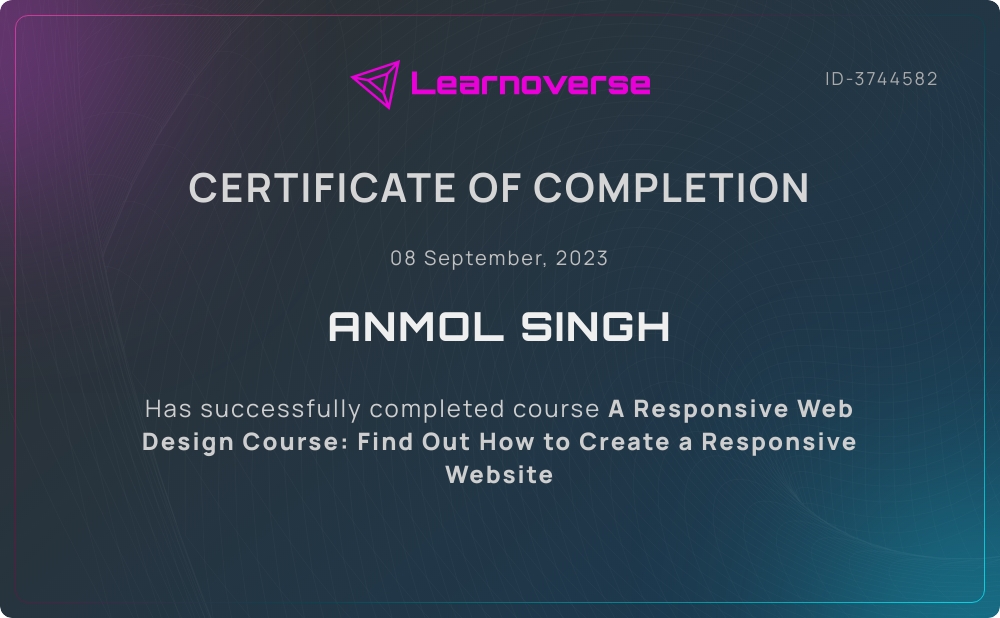 Learnoverse
ID-3744582
CERTIFICATE OF COMPLETION
08 September, 2023
ANMOL SINGH
Has successfully completed course A Responsive Web
Design Course: Find Out How to Create a Responsive
Website